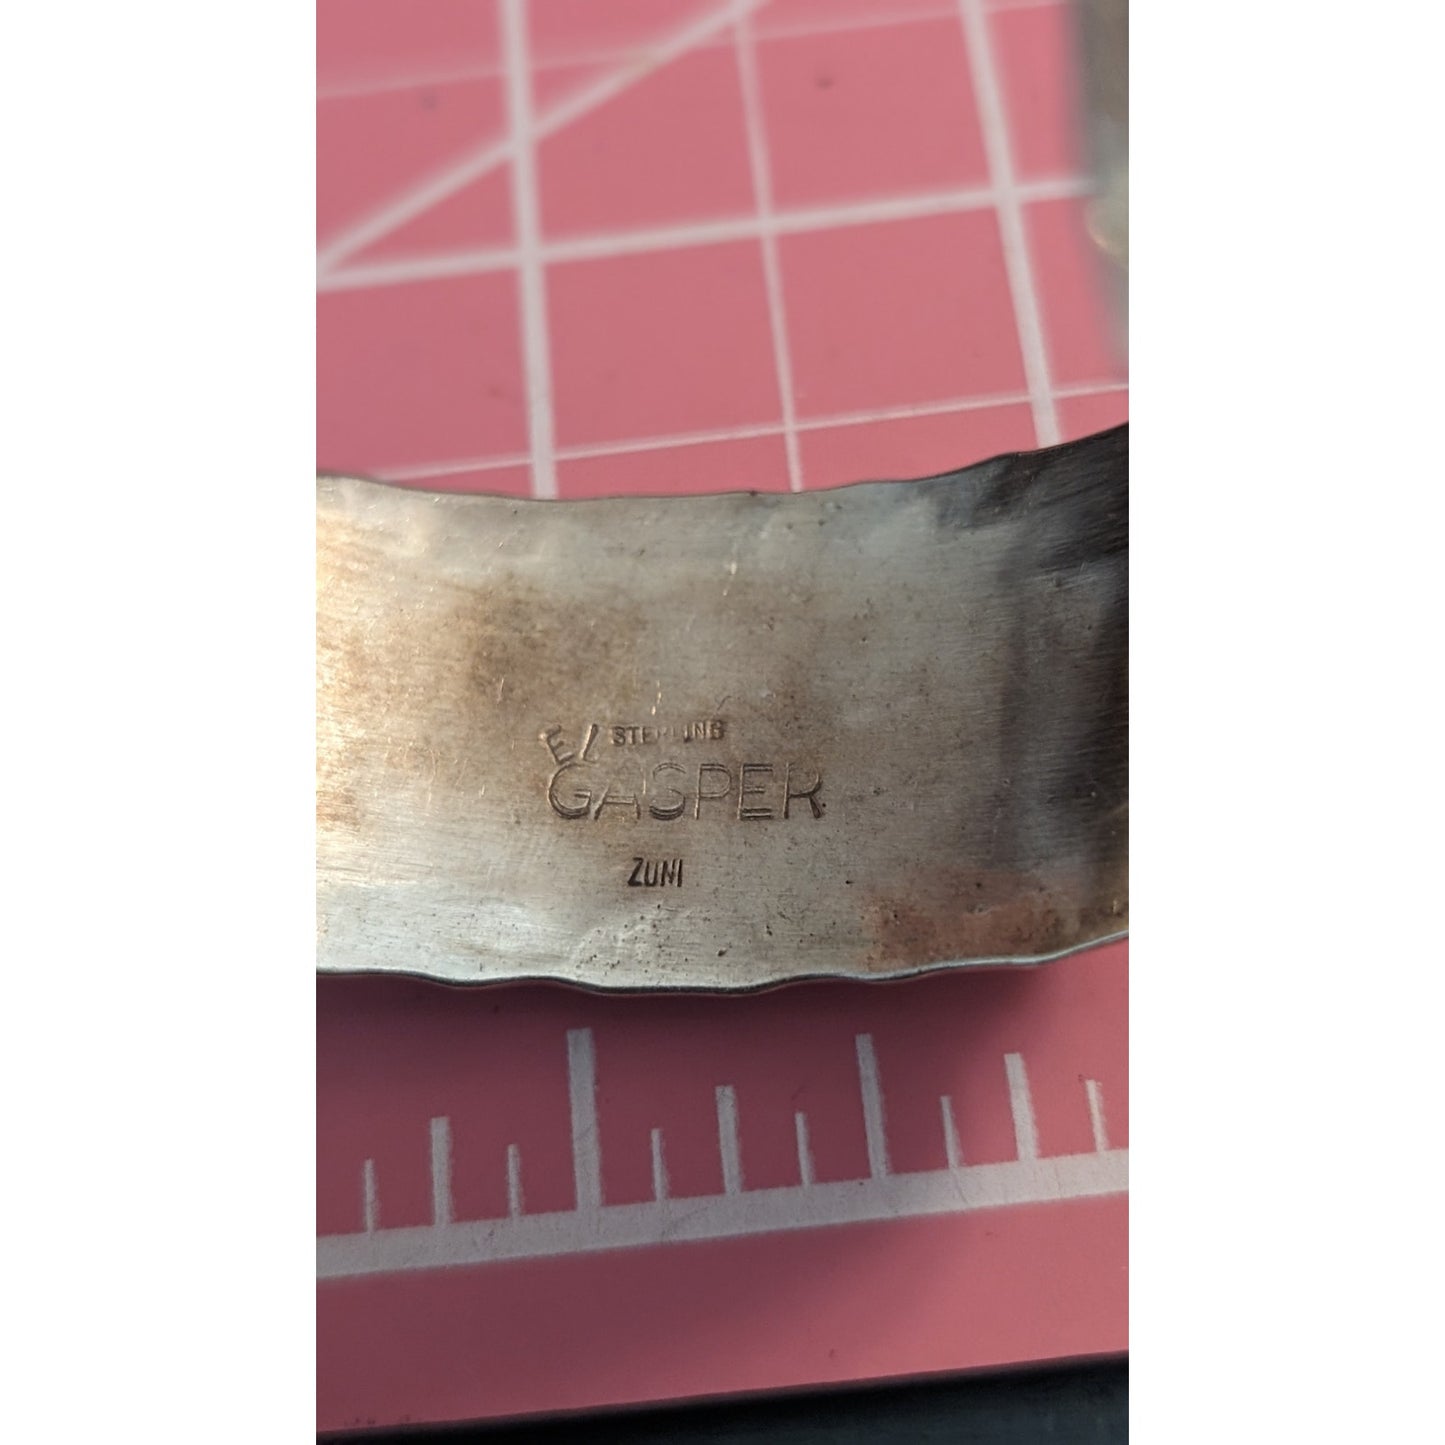 E/ STERLING
GASPER
ZUNI